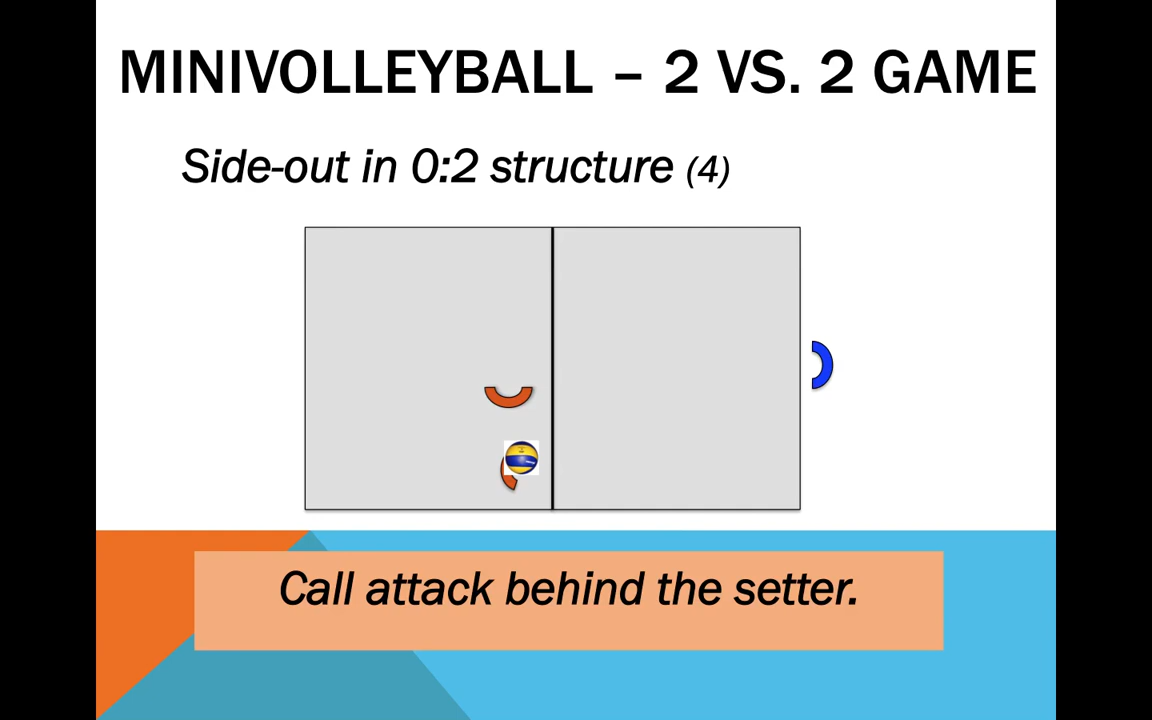 MINIVOLLEYBALL – 2 VS. 2 GAME
Side-out in 0:2 structure (4)
Call attack behind the setter.